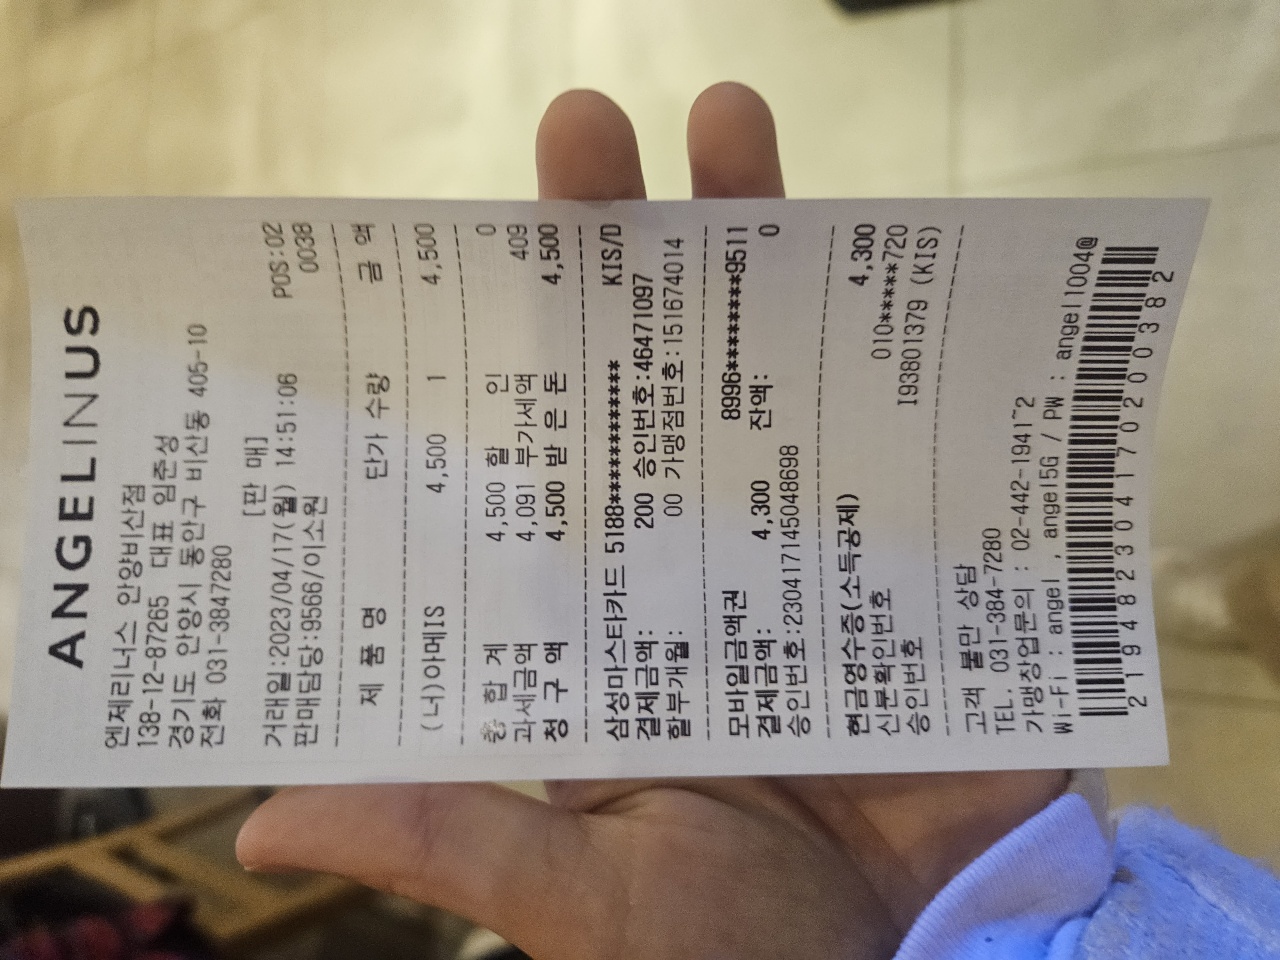 ANGELINUS
엔제리너스 안양비산점
138-12-87265 대표 임준성
경기도 안양시 동안구 비산동 405-10
전화 031-3847280
[판 매]
거래일:2023/04/17(월) 14:51:06 POS:02
판매담당:9566/이소원 0038
제 품 명 단가 수량 금 액
(너)아메IS 4,500 1 4,500
총 합 계 4,500 할 인 0
과세금액 4,091 부가세액 409
청 구 액 4,500 받 은 돈 4,500
삼성마스타카드 5188************ KIS/D
결제금액: 200 승인번호:46471097
할부개월: 00 가맹점번호:151674014
모바일금액권 8996**********9511
결제금액: 4,300 잔액: 0
승인번호:230417145048698
현금영수증(소득공제) 4,300
신분확인번호 010*****720
승인번호 I93801379 (KIS)
고객 불만 상담
TEL. 031-384-7280
가맹창업문의 : 02-442-1941~2
Wi-Fi : angel , angel5G / PW : angel1004@
2194823041702000382